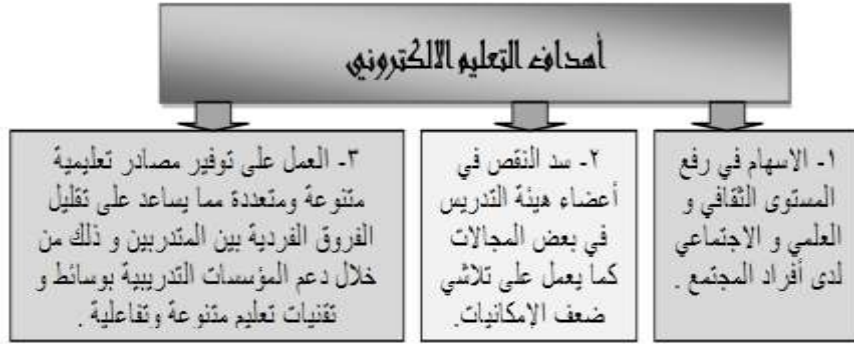 أهداف التعليم الالكتروني
١- الاسهام في رفع
المستوى الثقافي و
العلمي و الاجتماعي
لدى أفراد المجتمع .
٢- سد النقص في
أعضاء هيئة التدريس
في بعض المجالات
كما يعمل على تلاشي
ضعف الإمكانيات.
٣- العمل على توفير مصادر تعليمية
متنوعة ومتعددة مما يساعد على تقليل
الفروق الفردية بين المتدربين و ذلك من
خلال دعم المؤسسات التدريبية بوسائط و
تقنيات تعليم متنوعة وتفاعلية .